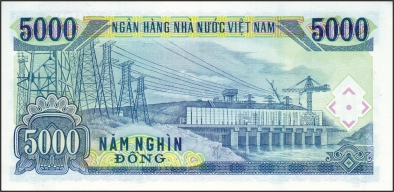 5000 NGÂN HÀNG NHÀ NƯỚC VIỆT NAM 5000
5000 NĂM NGHÌN
ĐỒNG